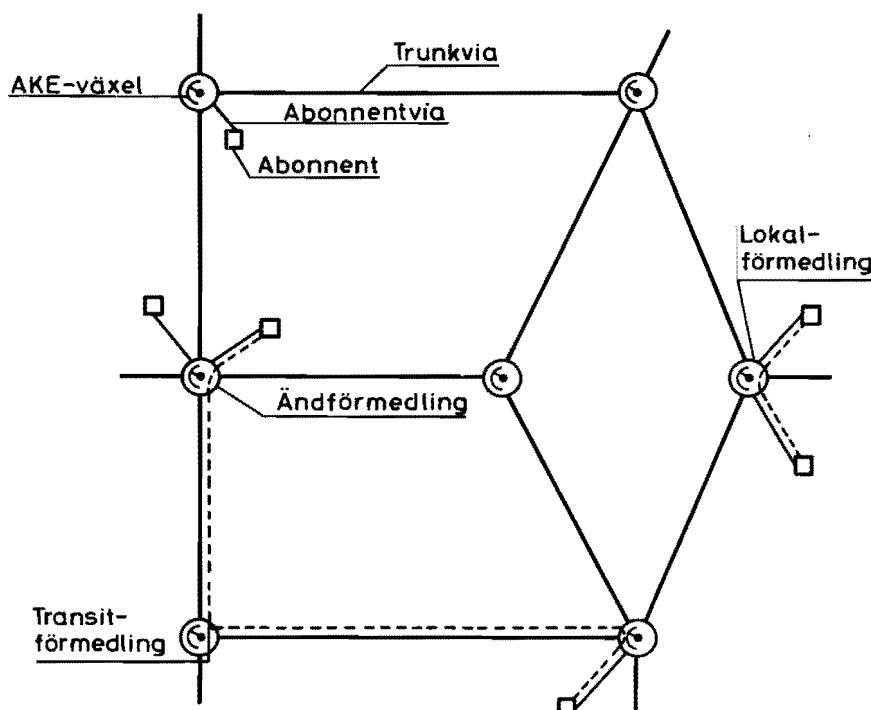 Trunkvia
AKE-växel
Abonnentvia
Abonnent
Lokal-
förmedling
Ändförmedling
Transit-
förmedling